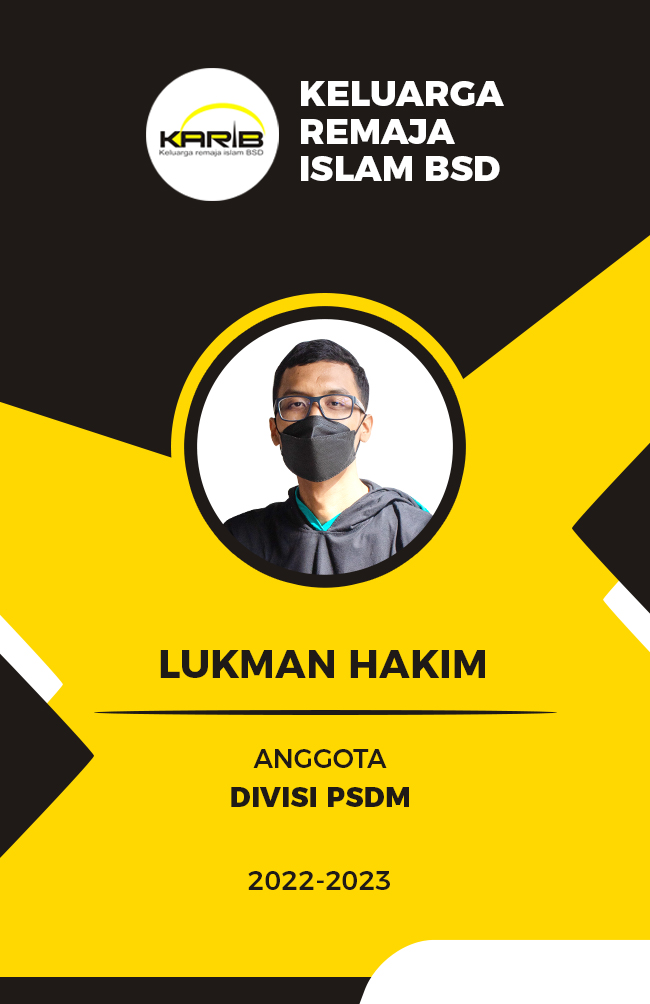 KARIB
Keluarga remaja islam BSD
KELUARGA
REMAJA
ISLAM BSD
LUKMAN HAKIM
ANGGOTA
DIVISI PSDM
2022-2023